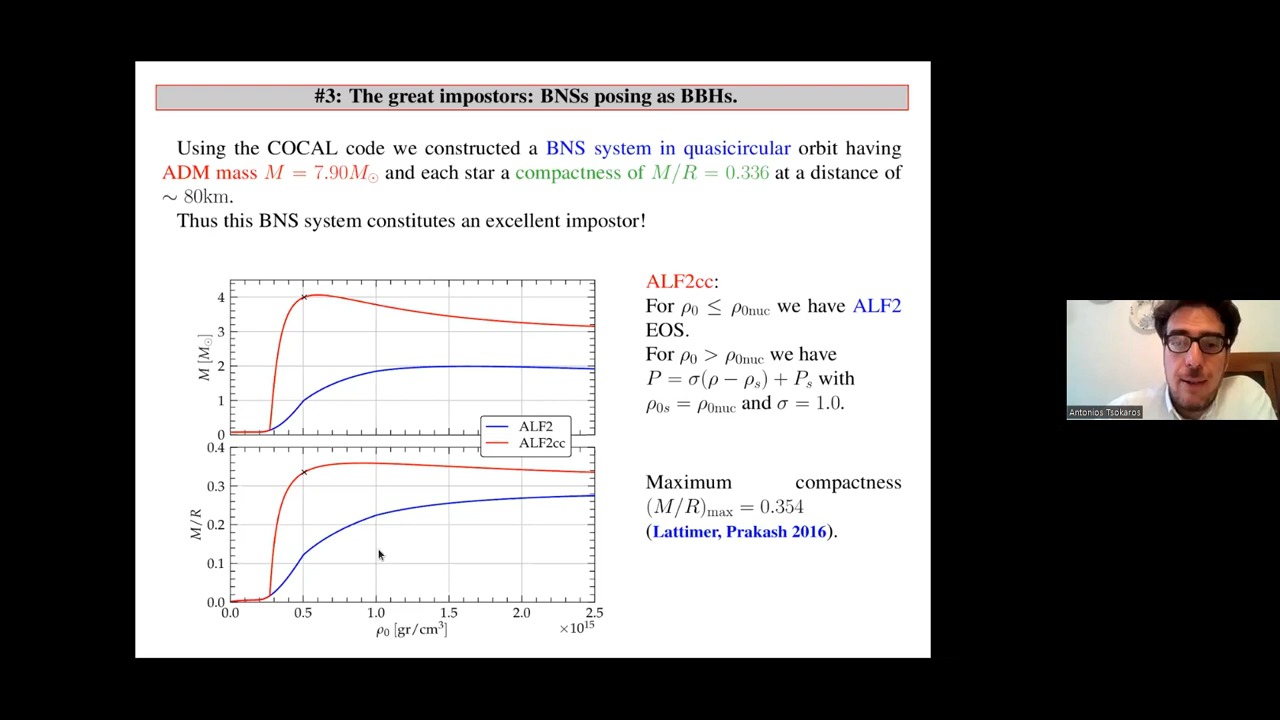 #3: The great impostors: BNSs posing as BBHs.
Using the COCAL code we constructed a BNS system in quasicircular orbit having
ADM mass M = 7.90M☉ and each star a compactness of M/R = 0.336 at a distance of
∼ 80km.
Thus this BNS system constitutes an excellent impostor!
M [M☉]
4
3
2
1
0
ALF2
ALF2cc
M/R
0.4
0.3
0.2
0.1
0.0
0.0 0.5 1.0 1.5 2.0 2.5
ρ₀ [gr/cm³]
×10¹⁵
ALF2cc:
For ρ₀ ≤ ρ₀nuc we have ALF2
EOS.
For ρ₀ > ρ₀nuc we have
P = σ(ρ − ρₛ) + Pₛ with
ρ₀ₛ = ρ₀nuc and σ = 1.0.
Maximum compactness
(M/R)max = 0.354
(Lattimer, Prakash 2016).
Antonios Tsokaros